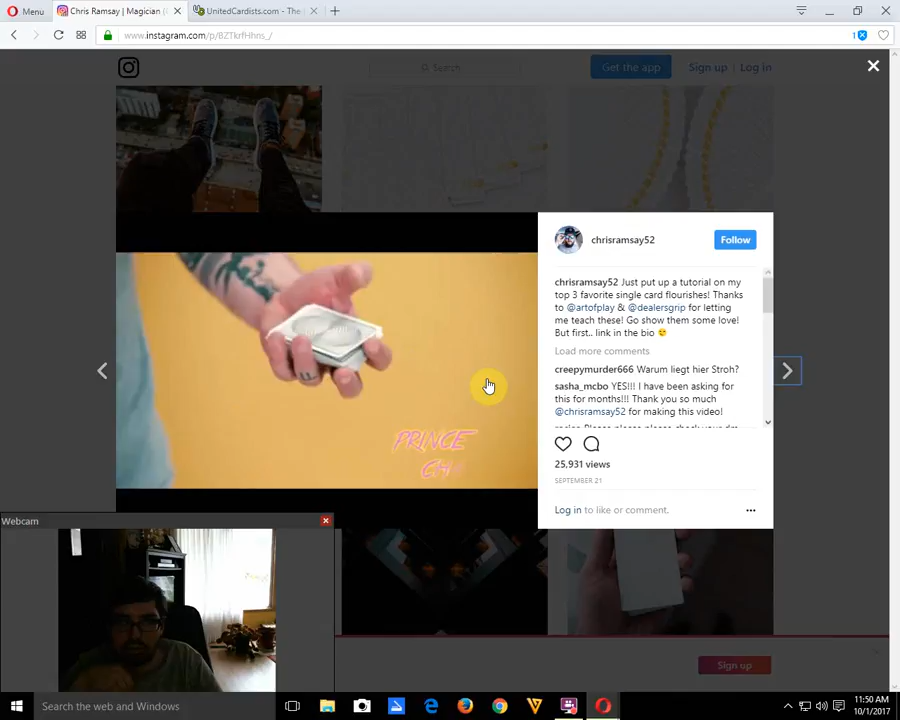 Menu
Chris Ramsay | Magician
UnitedCardists.com - The
www.instagram.com/p/BZTkrfHhns_/
1
Search
Get the app
Sign up | Log in
chrisramsay52
Follow
chrisramsay52 Just put up a tutorial on my
top 3 favorite single card flourishes! Thanks
to @artofplay & @dealersgrip for letting
me teach these! Go show them some love!
But first.. link in the bio
Load more comments
creepymurder666 Warum liegt hier Stroh?
sasha_mcbo YES!!! I have been asking for
this for months!!! Thank you so much
@chrisramsay52 for making this video!
PRINCE
CH
25,931 views
SEPTEMBER 21
Log in to like or comment.
Webcam
Sign up
Search the web and Windows
11:50 AM
10/1/2017